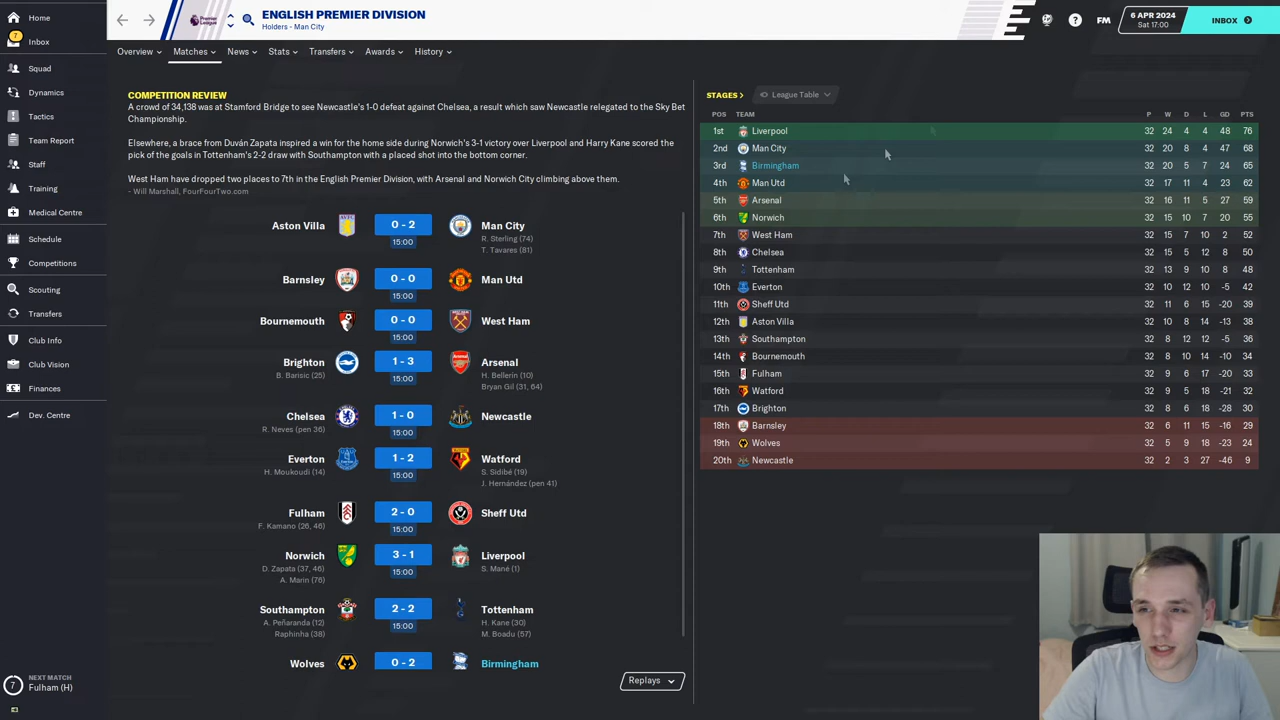 Home
7
Inbox
Squad
Dynamics
Tactics
Team Report
Staff
Training
Medical Centre
Schedule
Competitions
Scouting
Transfers
Club Info
Club Vision
Finances
Dev. Centre
7 NEXT MATCH
Fulham (H)
Premier League
ENGLISH PREMIER DIVISION
Holders - Man City
? FM
6 APR 2024
Sat 17:00
INBOX
Overview Matches News Stats Transfers Awards History
COMPETITION REVIEW
A crowd of 34,138 was at Stamford Bridge to see Newcastle's 1-0 defeat against Chelsea, a result which saw Newcastle relegated to the Sky Bet
Championship.
Elsewhere, a brace from Duván Zapata inspired a win for the home side during Norwich's 3-1 victory over Liverpool and Harry Kane scored the
pick of the goals in Tottenham's 2-2 draw with Southampton with a placed shot into the bottom corner.
West Ham have dropped two places to 7th in the English Premier Division, with Arsenal and Norwich City climbing above them.
- Will Marshall, FourFourTwo.com
Aston Villa 0 - 2 Man City
15:00 R. Sterling (74)
T. Tavares (81)
Barnsley 0 - 0 Man Utd
15:00
Bournemouth 0 - 0 West Ham
15:00
Brighton 1 - 3 Arsenal
B. Barisic (25) 15:00 H. Bellerín (10)
Bryan Gil (31, 64)
Chelsea 1 - 0 Newcastle
R. Neves (pen 36) 15:00
Everton 1 - 2 Watford
H. Moukoudi (14) 15:00 S. Sidibé (19)
J. Hernández (pen 41)
Fulham 2 - 0 Sheff Utd
F. Kamano (26, 46) 15:00
Norwich 3 - 1 Liverpool
D. Zapata (37, 46) 15:00 S. Mané (1)
A. Marin (76)
Southampton 2 - 2 Tottenham
A. Peñaranda (12) 15:00 H. Kane (30)
Raphinha (38) M. Boadu (57)
Wolves 0 - 2 Birmingham
Replays
STAGES > League Table
POS TEAM P W D L GD PTS
1st Liverpool 32 24 4 4 48 76
2nd Man City 32 20 8 4 47 68
3rd Birmingham 32 20 5 7 24 65
4th Man Utd 32 17 11 4 23 62
5th Arsenal 32 16 11 5 27 59
6th Norwich 32 15 10 7 20 55
7th West Ham 32 15 7 10 2 52
8th Chelsea 32 15 5 12 8 50
9th Tottenham 32 13 9 10 8 48
10th Everton 32 10 12 10 -5 42
11th Sheff Utd 32 11 6 15 -20 39
12th Aston Villa 32 10 8 14 -13 38
13th Southampton 32 8 12 12 -5 36
14th Bournemouth 32 8 10 14 -10 34
15th Fulham 32 9 6 17 -20 33
16th Watford 32 9 5 18 -21 32
17th Brighton 32 8 6 18 -28 30
18th Barnsley 32 6 11 15 -16 29
19th Wolves 32 5 9 18 -23 24
20th Newcastle 32 2 3 27 -46 9